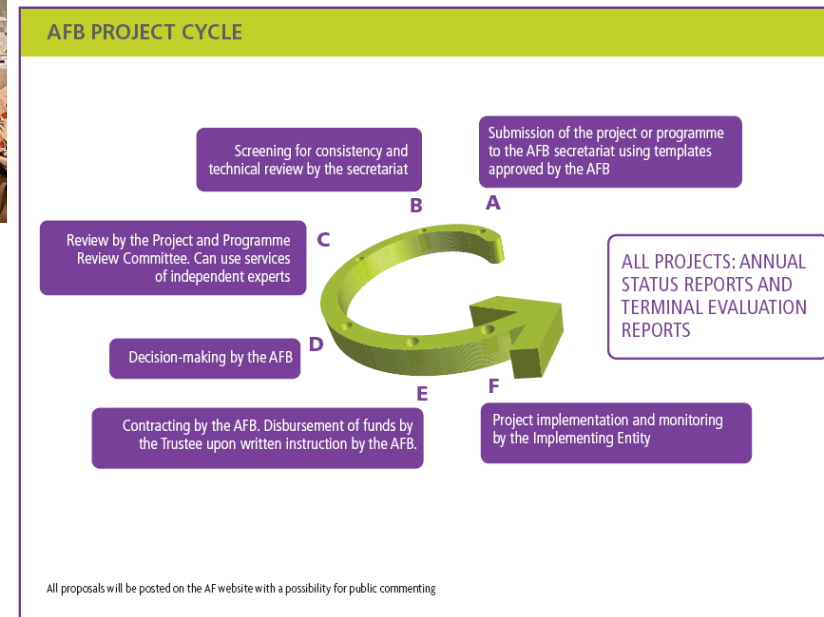 AFB PROJECT CYCLE
Submission of the project or programme
to the AFB secretariat using templates
approved by the AFB
A
Screening for consistency and
technical review by the secretariat
B
Review by the Project and Programme
Review Committee. Can use services
of independent experts
C
Decision-making by the AFB
D
Contracting by the AFB. Disbursement of funds by
the Trustee upon written instruction by the AFB.
E
Project implementation and monitoring
by the Implementing Entity
F
ALL PROJECTS: ANNUAL
STATUS REPORTS AND
TERMINAL EVALUATION
REPORTS
All proposals will be posted on the AF website with a possibility for public commenting